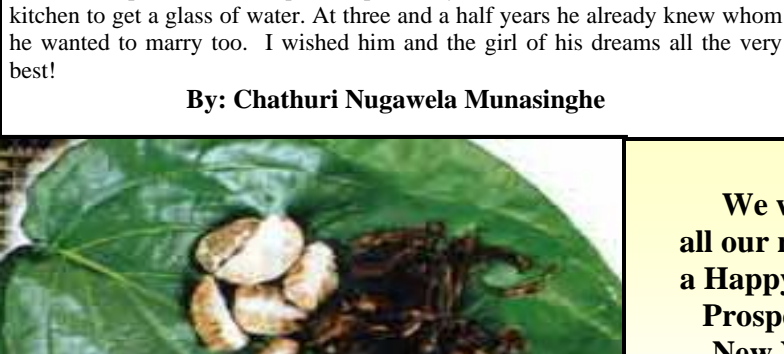 kitchen to get a glass of water. At three and a half years he already knew whom
he wanted to marry too. I wished him and the girl of his dreams all the very
best!
By: Chathuri Nugawela Munasinghe
We
all our
a Happy
New